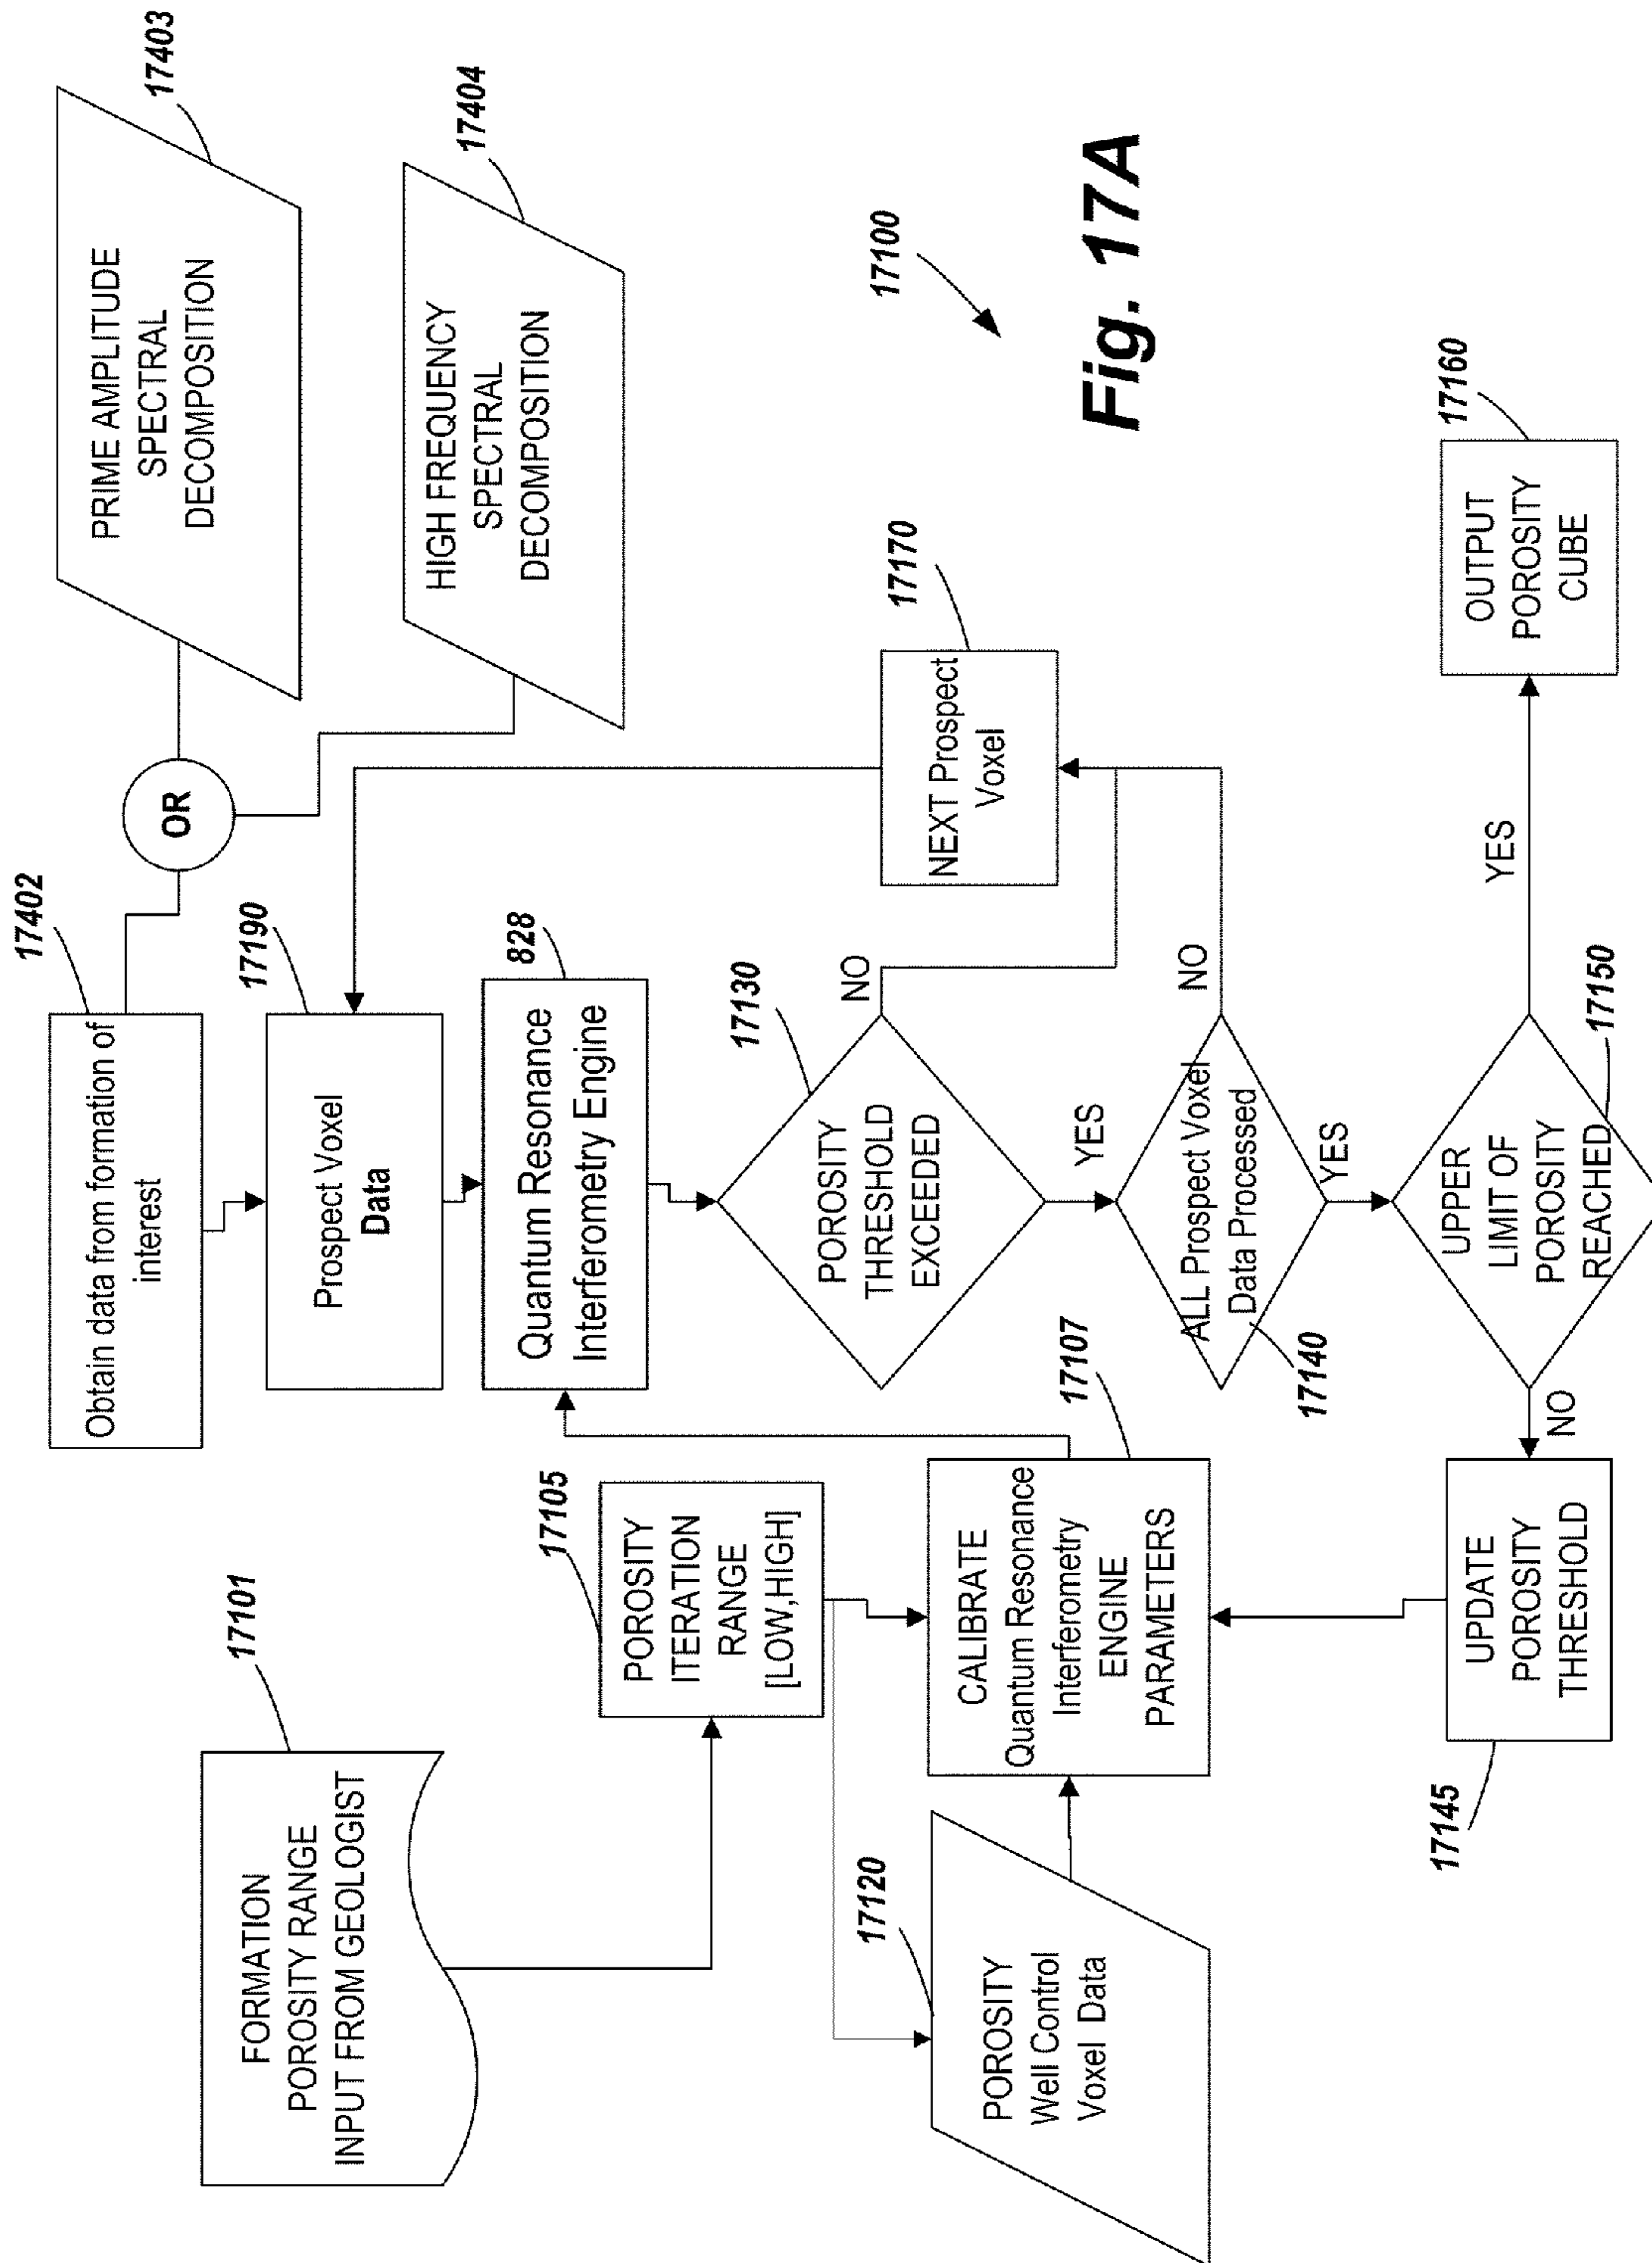 17101
FORMATION
POROSITY RANGE
INPUT FROM GEOLOGIST
17105
POROSITY
ITERATION
RANGE
[LOW,HIGH]
17120
POROSITY
Well Control
Voxel Data
17107
CALIBRATE
Quantum Resonance
Interferometry
ENGINE
PARAMETERS
17145
UPDATE
POROSITY
THRESHOLD
17402
Obtain data from formation of
interest
17190
Prospect Voxel
Data
828
Quantum Resonance
Interferometry Engine
17130
POROSITY
THRESHOLD
EXCEEDED
NO
YES
ALL Prospect Voxel
Data Processed
17140
NO
YES
UPPER
LIMIT OF
POROSITY
REACHED
17150
NO
YES
OR
17403
PRIME AMPLITUDE
SPECTRAL
DECOMPOSITION
17404
HIGH FREQUENCY
SPECTRAL
DECOMPOSITION
17170
NEXT Prospect
Voxel
17160
OUTPUT
POROSITY
CUBE
17100
Fig. 17A